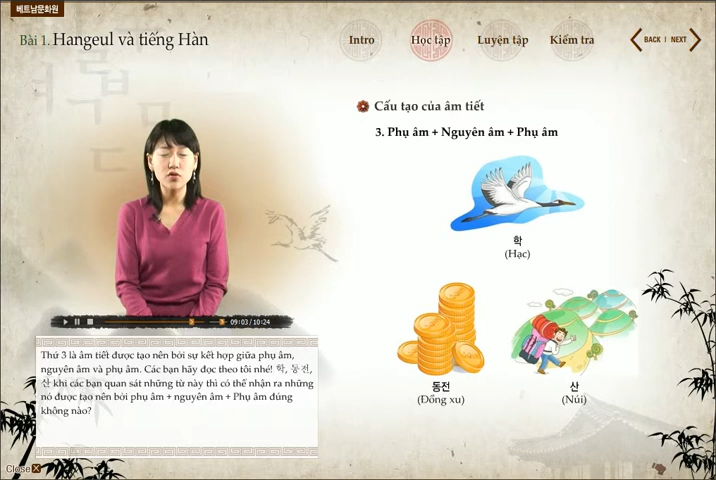 베트남문화원
Bài 1. Hangeul và tiếng Hàn
Intro
Học tập
Luyện tập
Kiểm tra
BACK | NEXT
Cấu tạo của âm tiết
3. Phụ âm + Nguyên âm + Phụ âm
학
(Hạc)
동전
(Đồng xu)
산
(Núi)
09:03 / 10:24
Thứ 3 là âm tiết được tạo nên bởi sự kết hợp giữa phụ âm,
nguyên âm và phụ âm. Các bạn hãy đọc theo tôi nhé! 학, 동전,
산 khi các bạn quan sát những từ này thì có thể nhận ra những
nó được tạo nên bởi phụ âm + nguyên âm + Phụ âm đúng
không nào?
Close